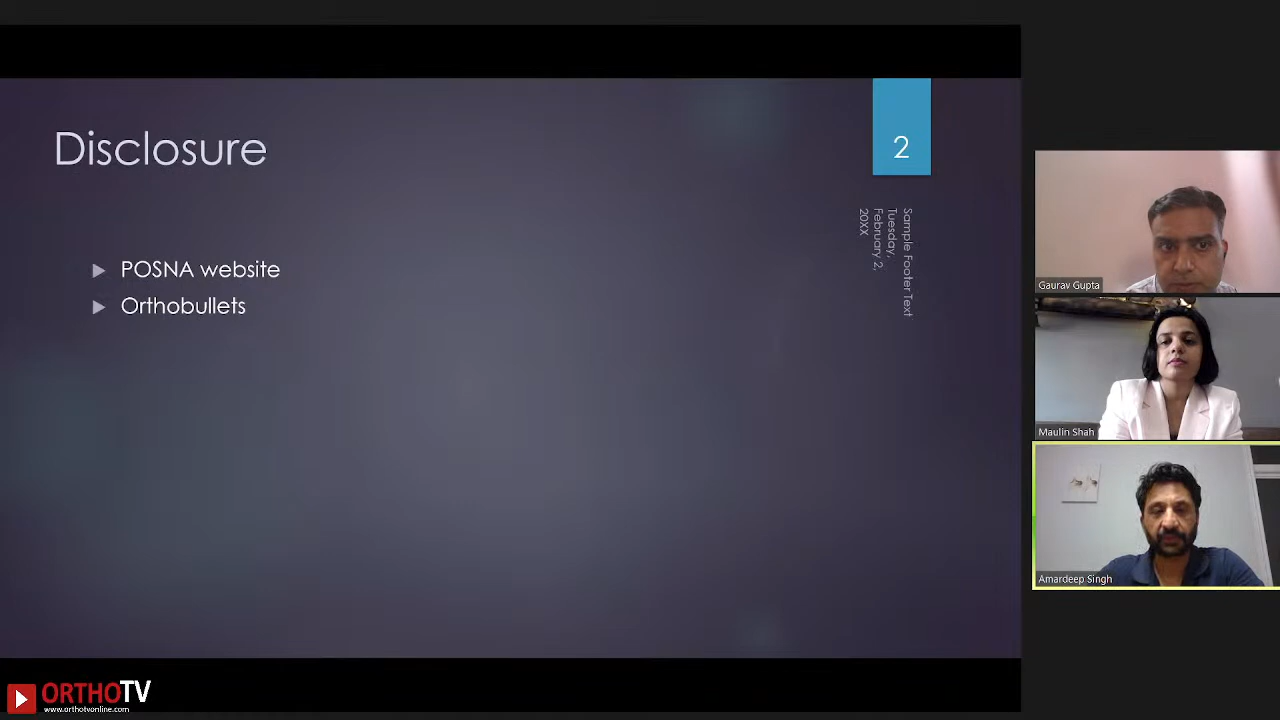 Disclosure
2
POSNA website
Orthobullets
Sample Footer Text
Tuesday,
February 2,
20XX
Gaurav Gupta
Maulin Shah
Amardeep Singh
ORTHOTV
www.orthotvonline.com